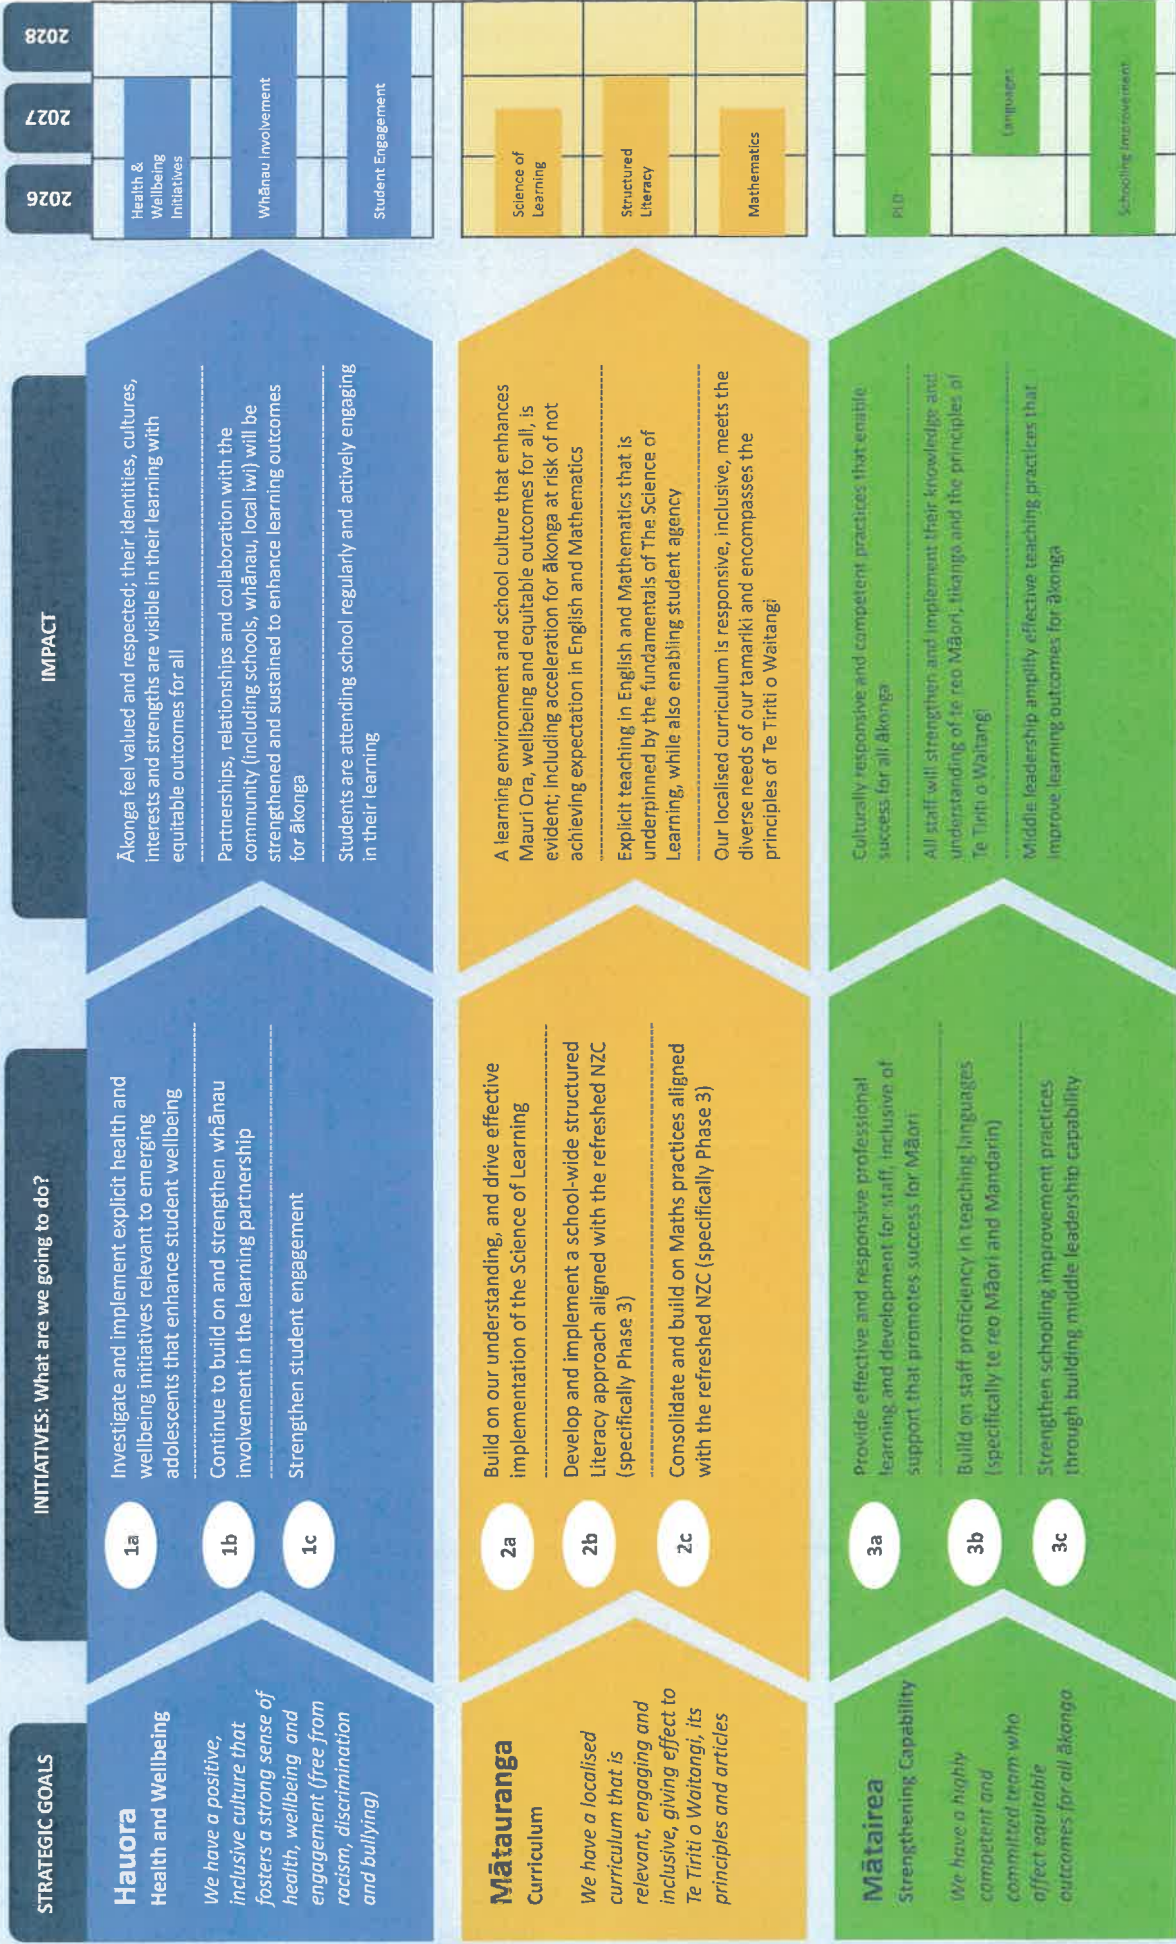 STRATEGIC GOALS
INITIATIVES: What are we going to do?
IMPACT
2026
2027
2028
Hauora
Health and Wellbeing
We have a positive,
inclusive culture that
fosters a strong sense of
health, wellbeing and
engagement (free from
racism, discrimination
and bullying)
1a
Investigate and implement explicit health and
wellbeing initiatives relevant to emerging
adolescents that enhance student wellbeing
1b
Continue to build on and strengthen whānau
involvement in the learning partnership
1c
Strengthen student engagement
Ākonga feel valued and respected; their identities, cultures,
interests and strengths are visible in their learning with
equitable outcomes for all
Partnerships, relationships and collaboration with the
community (including schools, whānau, local iwi) will be
strengthened and sustained to enhance learning outcomes
for ākonga
Students are attending school regularly and actively engaging
in their learning
Health &
Wellbeing
Initiatives
Whānau Involvement
Student Engagement
Mātauranga
Curriculum
We have a localised
curriculum that is
relevant, engaging and
inclusive, giving effect to
Te Tiriti o Waitangi, its
principles and articles
2a
Build on our understanding, and drive effective
implementation of the Science of Learning
2b
Develop and implement a school-wide structured
Literacy approach aligned with the refreshed NZC
(specifically Phase 3)
2c
Consolidate and build on Maths practices aligned
with the refreshed NZC (specifically Phase 3)
A learning environment and school culture that enhances
Mauri Ora, wellbeing and equitable outcomes for all, is
evident; including acceleration for ākonga at risk of not
achieving expectation in English and Mathematics
Explicit teaching in English and Mathematics that is
underpinned by the fundamentals of The Science of
Learning, while also enabling student agency
Our localised curriculum is responsive, inclusive, meets the
diverse needs of our tamariki and encompasses the
principles of Te Tiriti o Waitangi
Science of
Learning
Structured
Literacy
Mathematics
Mātairea
Strengthening Capability
We have a highly
competent and
committed team who
affect equitable
outcomes for all ākonga
3a
Provide effective and responsive professional
learning and development for staff, inclusive of
support that promotes success for Māori
3b
Build on staff proficiency in teaching languages
(specifically te reo Māori and Mandarin)
3c
Strengthen schooling improvement practices
through building middle leadership capability
Culturally responsive and competent practices that enable
success for all ākonga
All staff will strengthen and implement their knowledge and
understanding of te reo Māori, tikanga and the principles of
Te Tiriti o Waitangi
Middle leadership amplify effective teaching practices that
improve learning outcomes for ākonga
PLD
Languages
Schooling Improvement